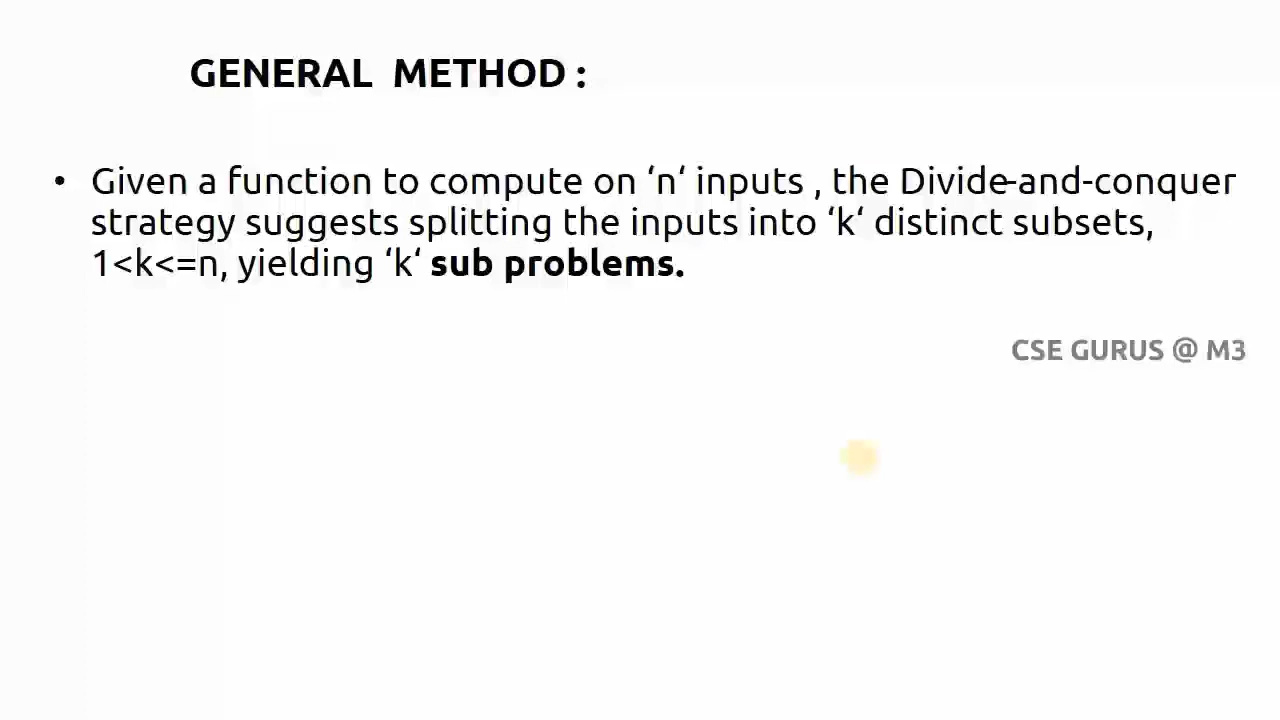 GENERAL METHOD :
• Given a function to compute on ‘n‘ inputs , the Divide-and-conquer
strategy suggests splitting the inputs into ‘k‘ distinct subsets,
1<k<=n, yielding ‘k‘ sub problems.
CSE GURUS @ M3